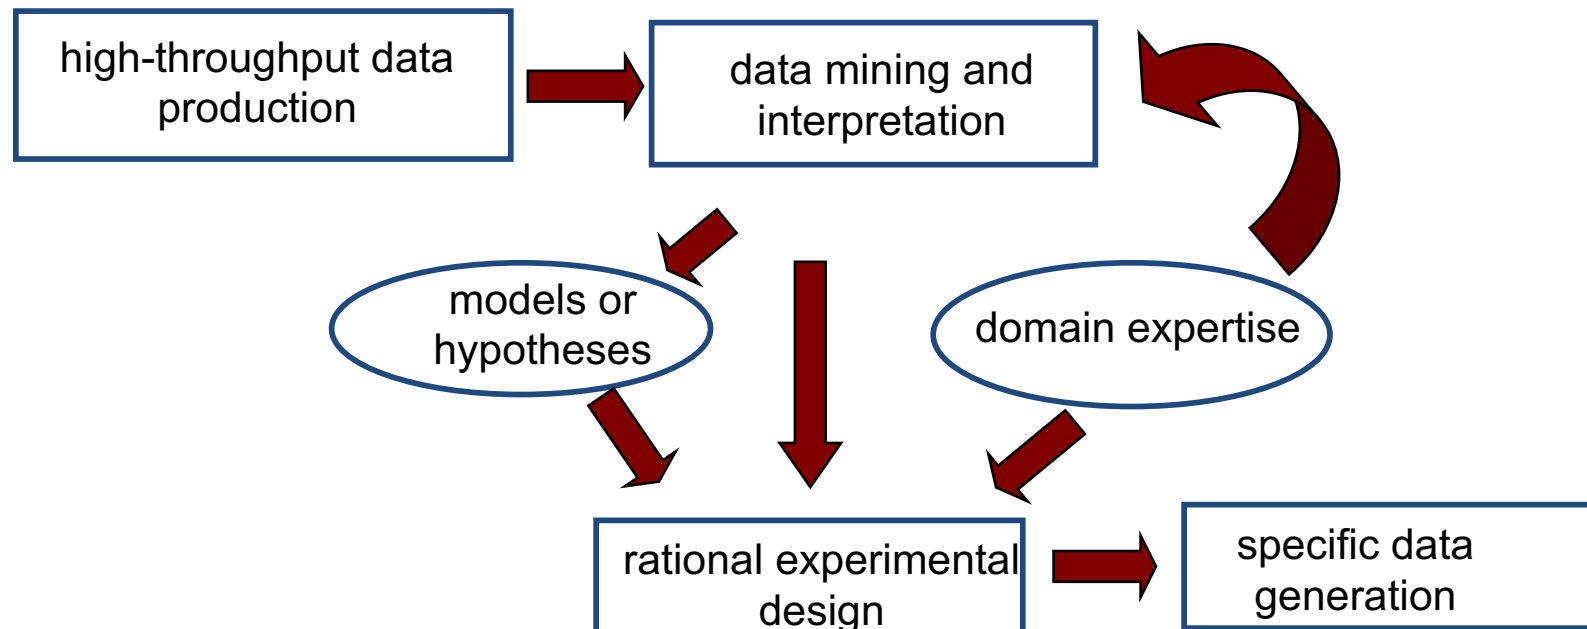 high-throughput data
production
data mining and
interpretation
models or
hypotheses
domain expertise
rational experimental
design
specific data
generation